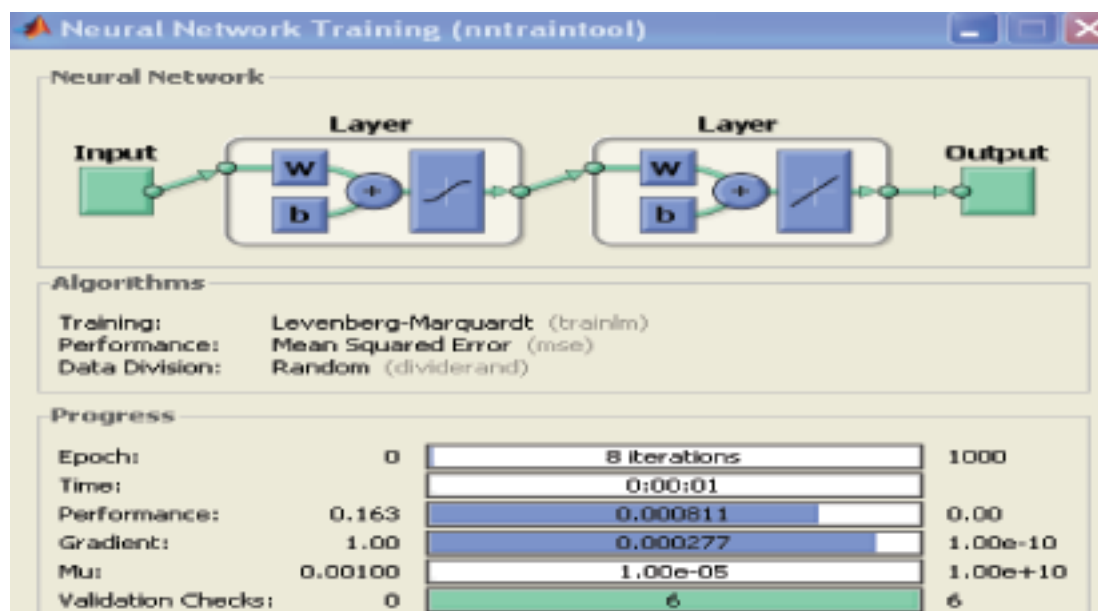 Neural Network Training (nntraintool)
Neural Network
Layer Layer
Input Output
w w
b b
Algorithms
Training: Levenberg-Marquardt (trainlm)
Performance: Mean Squared Error (mse)
Data Division: Random (dividerand)
Progress
Epoch: 0 8 iterations 1000
Time: 0:00:01
Performance: 0.163 0.000811 0.00
Gradient: 1.00 0.000277 1.00e-10
Mu: 0.00100 1.00e-05 1.00e+10
Validation Checks: 0 6 6